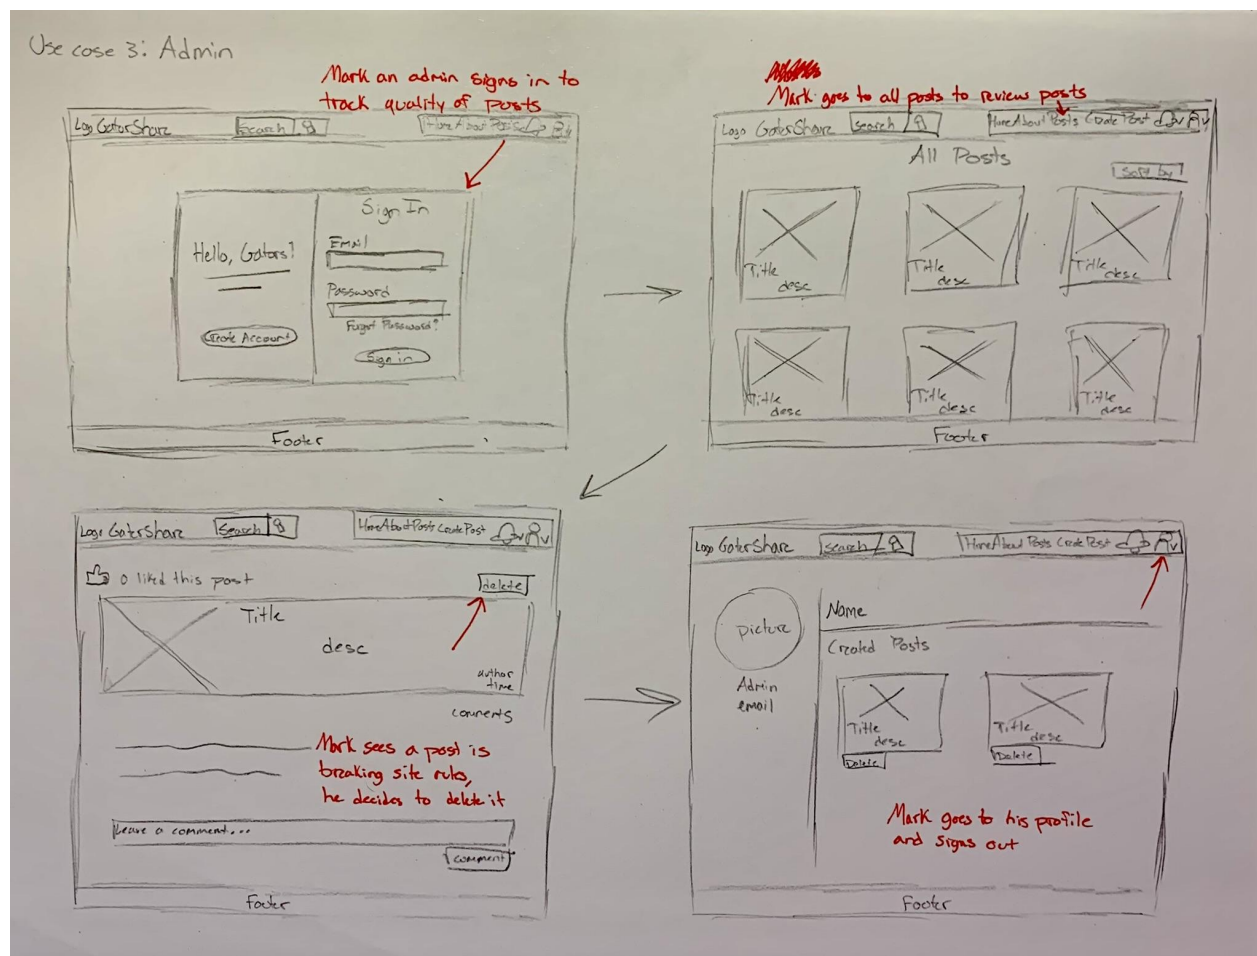 Use case 3: Admin
Mark an admin signs in to
track quality of posts
Logo GatorShare
search
Home About Posts
Sign In
Hello, Gators!
Email
Password
Forgot Password?
Create Account
Sign in
Footer
Mark goes to all posts to review posts
Logo GatorShare
search
Home About Posts Create Post
All Posts
Sort by
Title
desc
Title
desc
Title
desc
Title
desc
Title
desc
Title
desc
Footer
Logo GatorShare
Search
Home About Posts Create Post
0 liked this post
delete
Title
desc
author
time
comments
Mark sees a post is
breaking site rules,
he decides to delete it
Leave a comment...
comment
Footer
Logo GatorShare
search
Home About Posts Create Post
picture
Admin
email
Name
Created Posts
Title
desc
Delete
Title
desc
Delete
Mark goes to his profile
and signs out
Footer